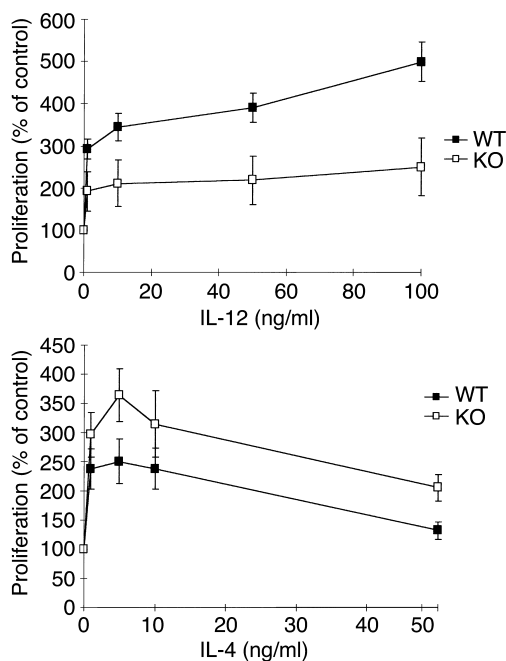 Proliferation (% of control)
600
500
400
300
200
100
0
0 20 40 60 80 100
IL-12 (ng/ml)
WT
KO
Proliferation (% of control)
450
400
350
300
250
200
150
100
50
0
0 10 20 30 40 50
IL-4 (ng/ml)
WT
KO